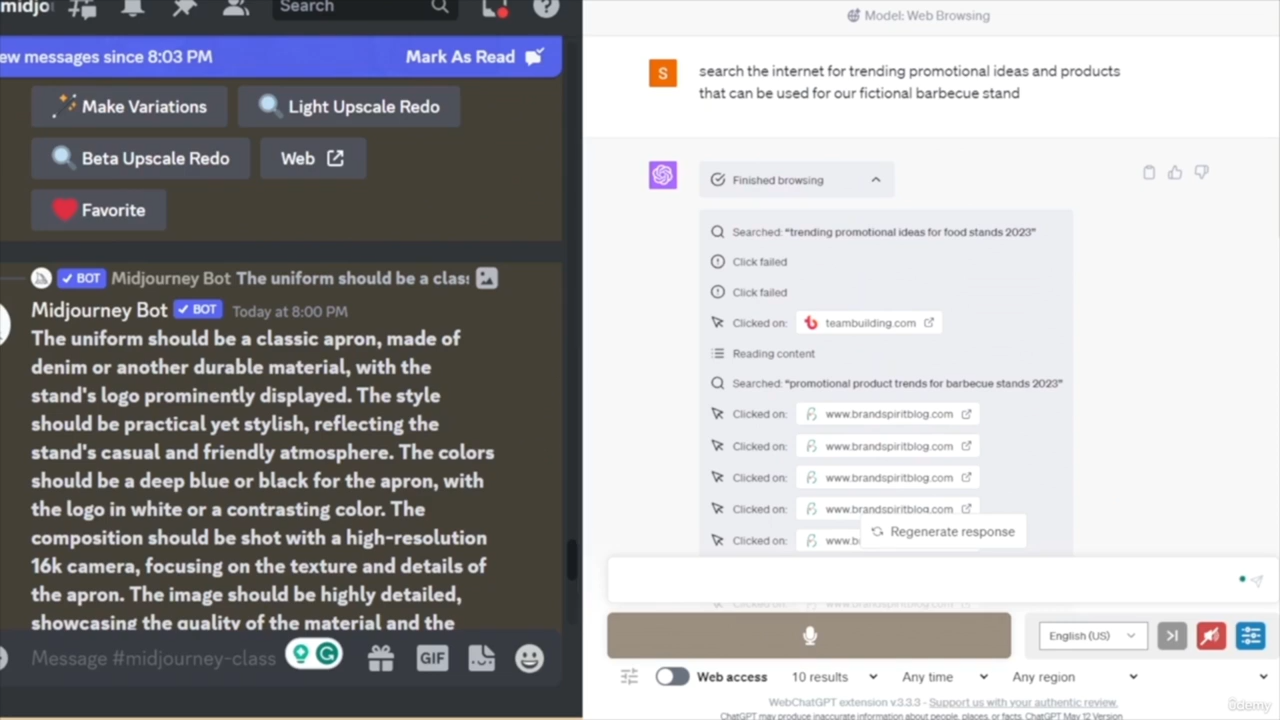 midjo
Search
ew messages since 8:03 PM
Mark As Read
Make Variations
Light Upscale Redo
Beta Upscale Redo
Web
Favorite
BOT Midjourney Bot The uniform should be a clas
Midjourney Bot BOT Today at 8:00 PM
The uniform should be a classic apron, made of
denim or another durable material, with the
stand's logo prominently displayed. The style
should be practical yet stylish, reflecting the
stand's casual and friendly atmosphere. The colors
should be a deep blue or black for the apron, with
the logo in white or a contrasting color. The
composition should be shot with a high-resolution
16k camera, focusing on the texture and details of
the apron. The image should be highly detailed,
showcasing the quality of the material and the
Message #midjourney-class
GIF
Model: Web Browsing
S
search the internet for trending promotional ideas and products
that can be used for our fictional barbecue stand
Finished browsing
Searched: "trending promotional ideas for food stands 2023"
Click failed
Click failed
Clicked on: teambuilding.com
Reading content
Searched: "promotional product trends for barbecue stands 2023"
Clicked on: www.brandspiritblog.com
Clicked on: www.brandspiritblog.com
Clicked on: www.brandspiritblog.com
Clicked on: www.brandspiritblog.com
Clicked on: www.b
Regenerate response
Clicked on: www.brandspiritblog.com
English (US)
Web access
10 results
Any time
Any region
WebChatGPT extension v.3.3.3 - Support us with your authentic review.
ChatGPT may produce inaccurate information about people, places, or facts. ChatGPT May 12 Version
ûdemy